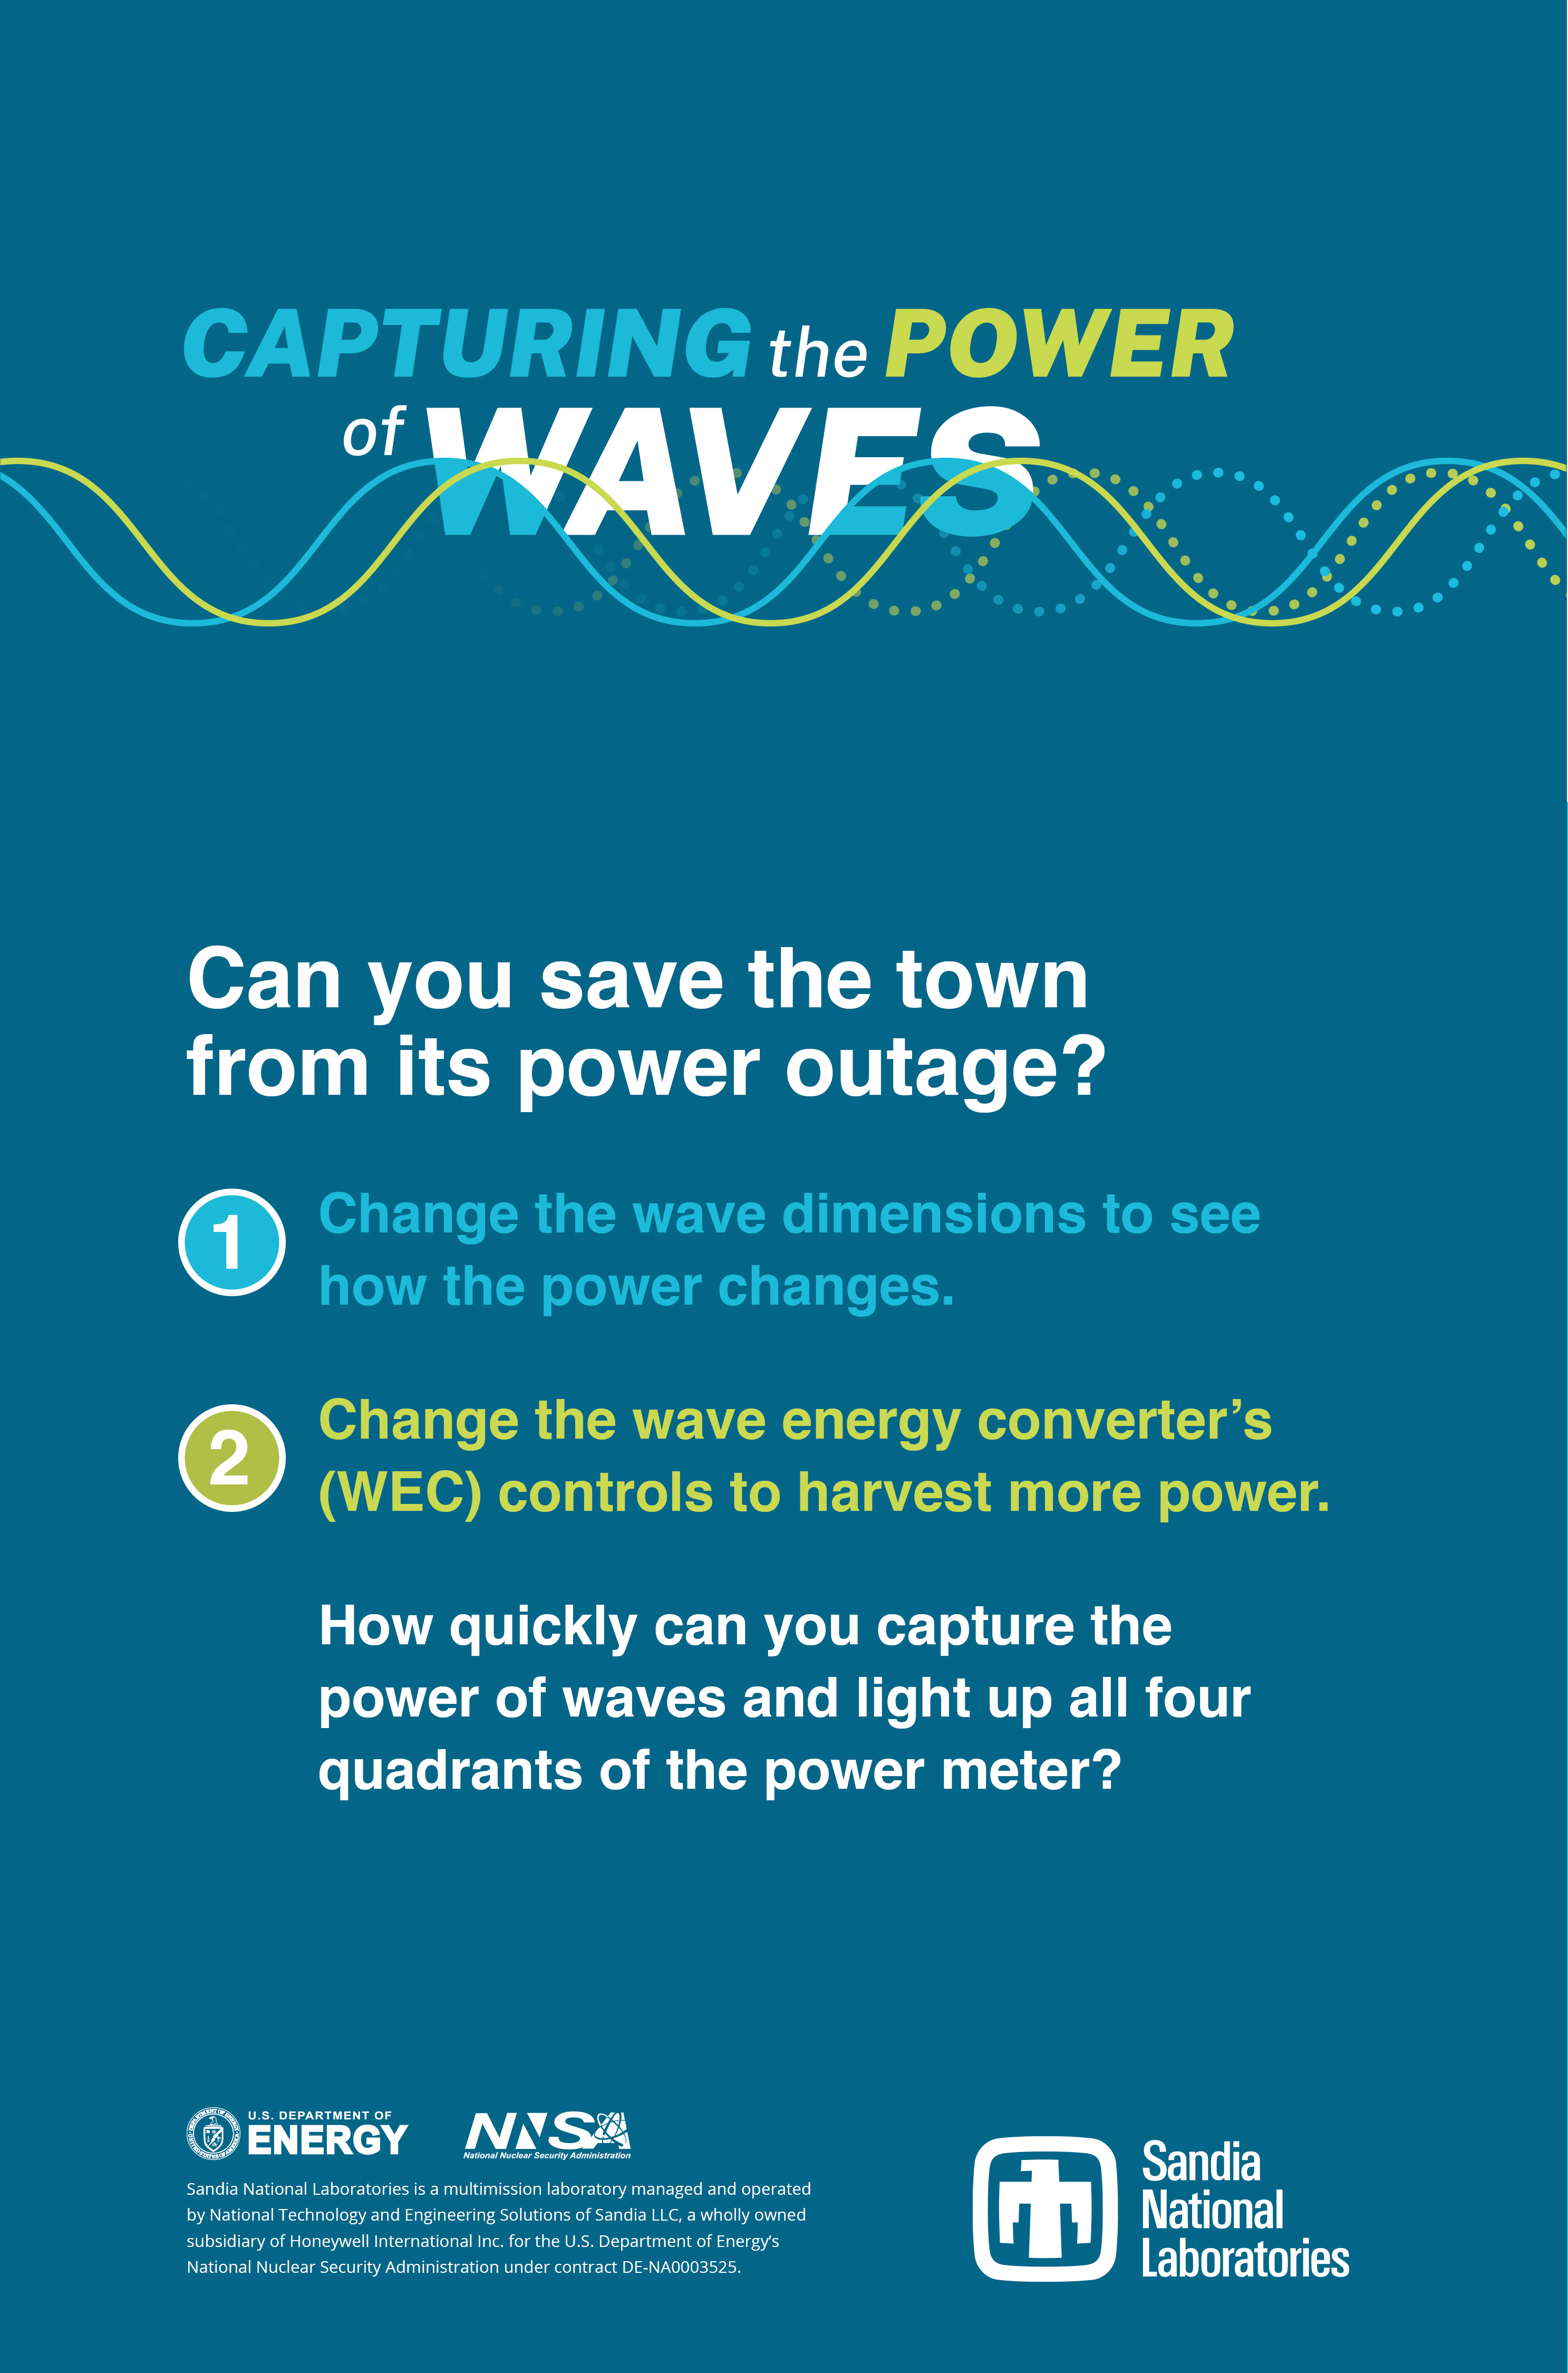 CAPTURING the POWER
of WAVES
Can you save the town
from its power outage?
1
Change the wave dimensions to see
how the power changes.
2
Change the wave energy converter’s
(WEC) controls to harvest more power.
How quickly can you capture the
power of waves and light up all four
quadrants of the power meter?
U.S. DEPARTMENT OF
ENERGY
NNSA
National Nuclear Security Administration
Sandia National Laboratories is a multimission laboratory managed and operated
by National Technology and Engineering Solutions of Sandia LLC, a wholly owned
subsidiary of Honeywell International Inc. for the U.S. Department of Energy’s
National Nuclear Security Administration under contract DE-NA0003525.
Sandia
National
Laboratories